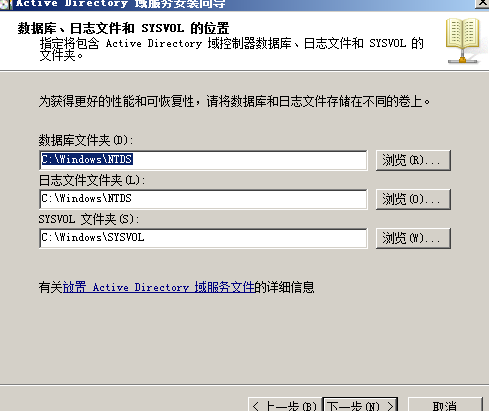 Active Directory 域服务安装向导
数据库、日志文件和 SYSVOL 的位置
指定将包含 Active Directory 域控制器数据库、日志文件和 SYSVOL 的
文件夹。
为获得更好的性能和可恢复性，请将数据库和日志文件存储在不同的卷上。
数据库文件夹(D):
C:\Windows\NTDS
浏览(R)...
日志文件文件夹(L):
C:\Windows\NTDS
浏览(O)...
SYSVOL 文件夹(S):
C:\Windows\SYSVOL
浏览(W)...
有关放置 Active Directory 域服务文件的详细信息
< 上一步(B) 下一步(N) > 取消